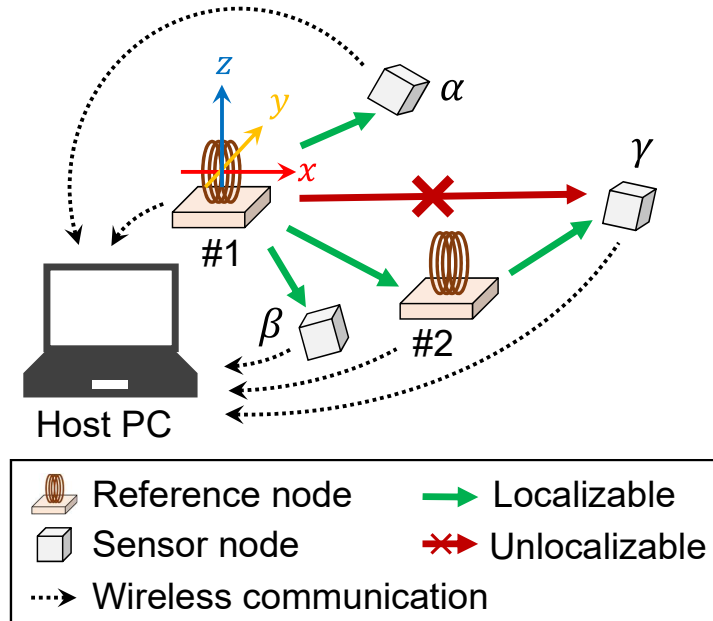 z
y
x
α
γ
#1
β
#2
Host PC
Reference node
Localizable
Sensor node
Unlocalizable
Wireless communication